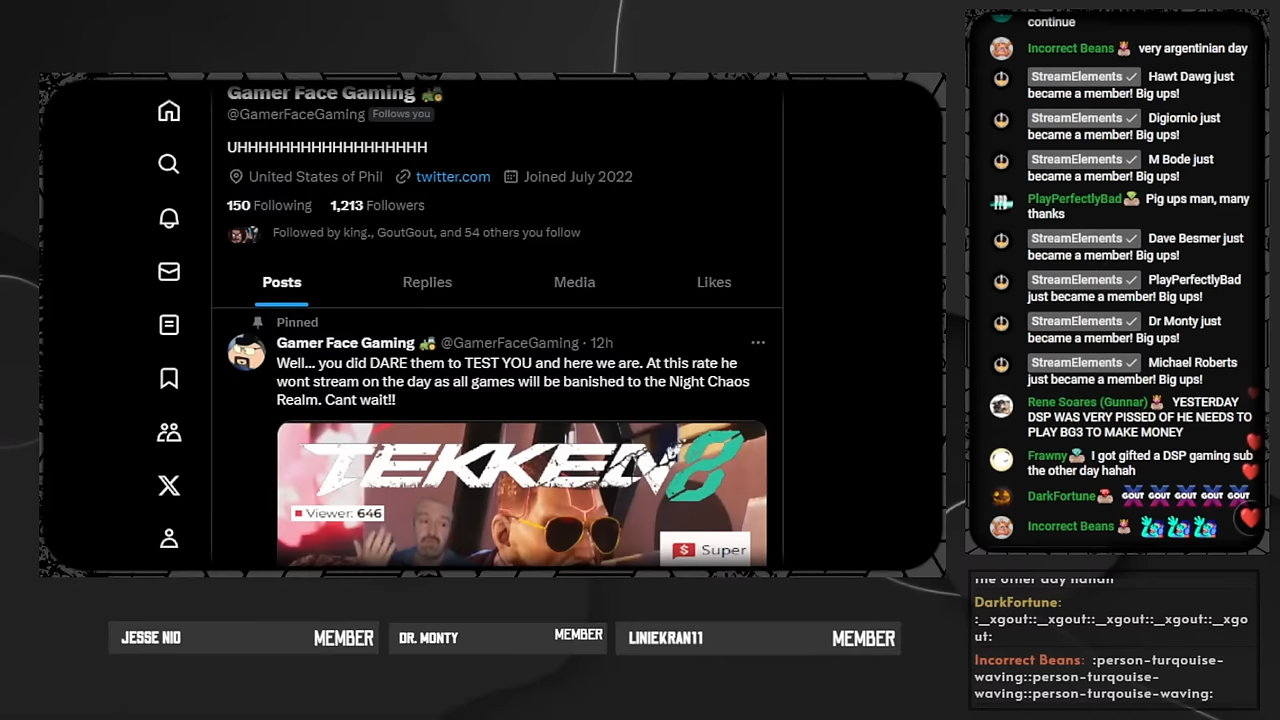 Gamer Face Gaming
@GamerFaceGaming Follows you
UHHHHHHHHHHHHHHHHHHH
United States of Phil twitter.com Joined July 2022
150 Following 1,213 Followers
Followed by king., GoutGout, and 54 others you follow
Posts Replies Media Likes
Pinned
Gamer Face Gaming @GamerFaceGaming · 12h
Well... you did DARE them to TEST YOU and here we are. At this rate he
wont stream on the day as all games will be banished to the Night Chaos
Realm. Cant wait!!
TEKKEN 8
Viewer: 646
$ Super
JESSE NIO MEMBER
DR. MONTY MEMBER
LINIEKRAN11 MEMBER
continue
Incorrect Beans very argentinian day
StreamElements Hawt Dawg just
became a member! Big ups!
StreamElements Digiornio just
became a member! Big ups!
StreamElements M Bode just
became a member! Big ups!
PlayPerfectlyBad Pig ups man, many
thanks
StreamElements Dave Besmer just
became a member! Big ups!
StreamElements PlayPerfectlyBad
just became a member! Big ups!
StreamElements Dr Monty just
became a member! Big ups!
StreamElements Michael Roberts
just became a member! Big ups!
Rene Soares (Gunnar) YESTERDAY
DSP WAS VERY PISSED OF HE NEEDS TO
PLAY BG3 TO MAKE MONEY
Frawny I got gifted a DSP gaming sub
the other day hahah
DarkFortune GOUT GOUT GOUT GOUT GOUT
Incorrect Beans
the other day hahah
DarkFortune:
:_xgout::_xgout::_xgout::_xgout::_xgo
ut:
Incorrect Beans: :person-turqouise-
waving::person-turqouise-
waving::person-turqouise-waving: